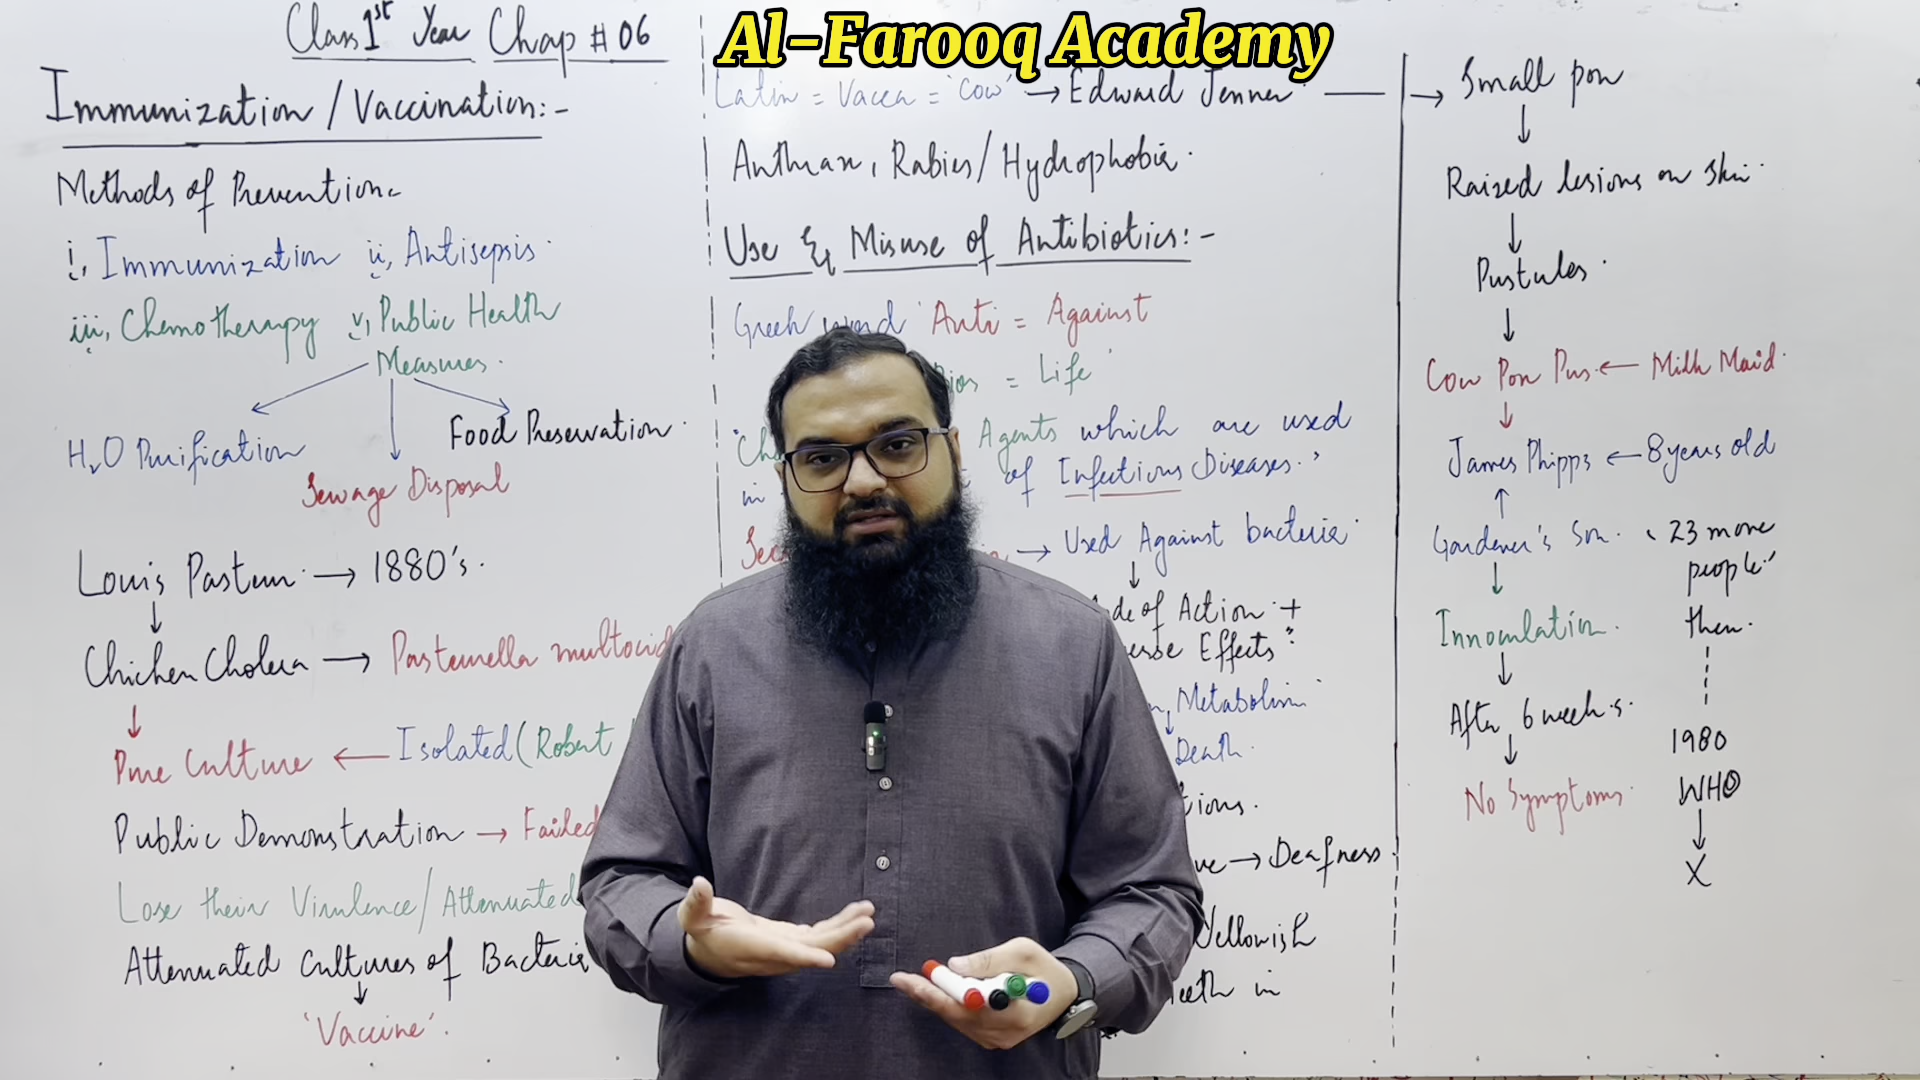 Al-Farooq Academy
Class 1st Year Chap # 06
Immunization / Vaccination:-
Methods of Prevention
i, Immunization ii, Antisepsis
iii, Chemotherapy v, Public Health
Measures
H2O Purification
Sewage Disposal
Food Preservation
Louis Pasteur → 1880's.
↓
Chicken Cholera → Pasteurella multocid
↓
Pure Culture ← Isolated (Robert
Public Demonstration → Failed
Lose their Virulence / Attenuated
Attenuated Cultures of Bacteria
↓
'Vaccine'.
Latin = Vacca = 'Cow' → Edward Jenner
Anthrax, Rabies / Hydrophobia
Use & Misuse of Antibiotics:-
Greek word 'Anti = Against
= Life'
Agents which are used
in of Infectious Diseases.'
→ Used Against bacteria
↓
of Action +
Effects"
Metabolism
↓
Death
→ Deafness
Yellowish
in
→ Small pox
↓
Raized lesions on skin
↓
Pustules
↓
Cow Pox Pus ← Milk Maid
↓
James Phipps ← 8 years old
↑
Gardener's Son. 23 more
people"
↓
Innoculation. then.
↓
After 6 weeks.
↓
No Symptoms.
1980
WHO
↓
X